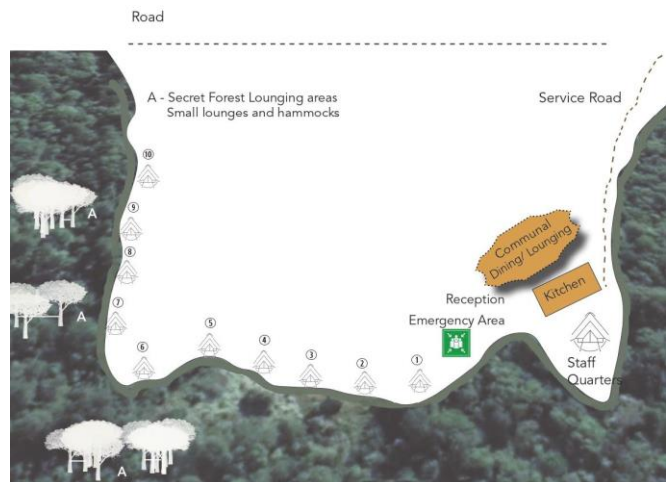 Road
A - Secret Forest Lounging areas
Small lounges and hammocks
Service Road
10
9
A
8
A
7
6
5
4
3
2
1
Communal
Dining/ Lounging
Kitchen
Reception
Emergency Area
Staff
Quarters
A